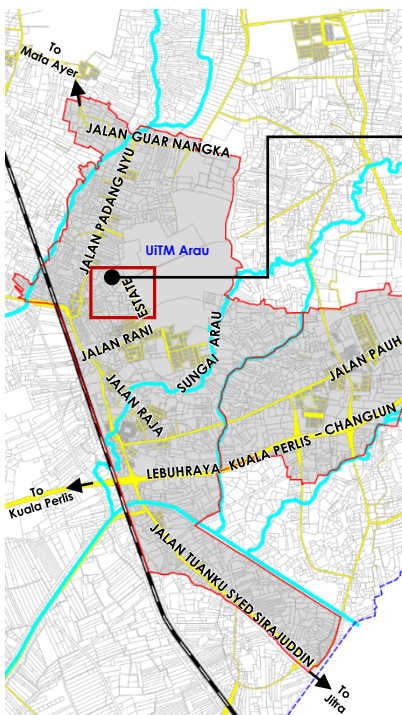 To
Mata Ayer
JALAN GUAR NANGKA
JALAN PADANG NYU
UiTM Arau
ESTATE
JALAN RANI
SUNGAI ARAU
JALAN RAJA
JALAN PAUH
LEBUHRAYA KUALA PERLIS – CHANGLUN
To
Kuala Perlis
JALAN TUANKU SYED SIRAJUDDIN
To
Jitra